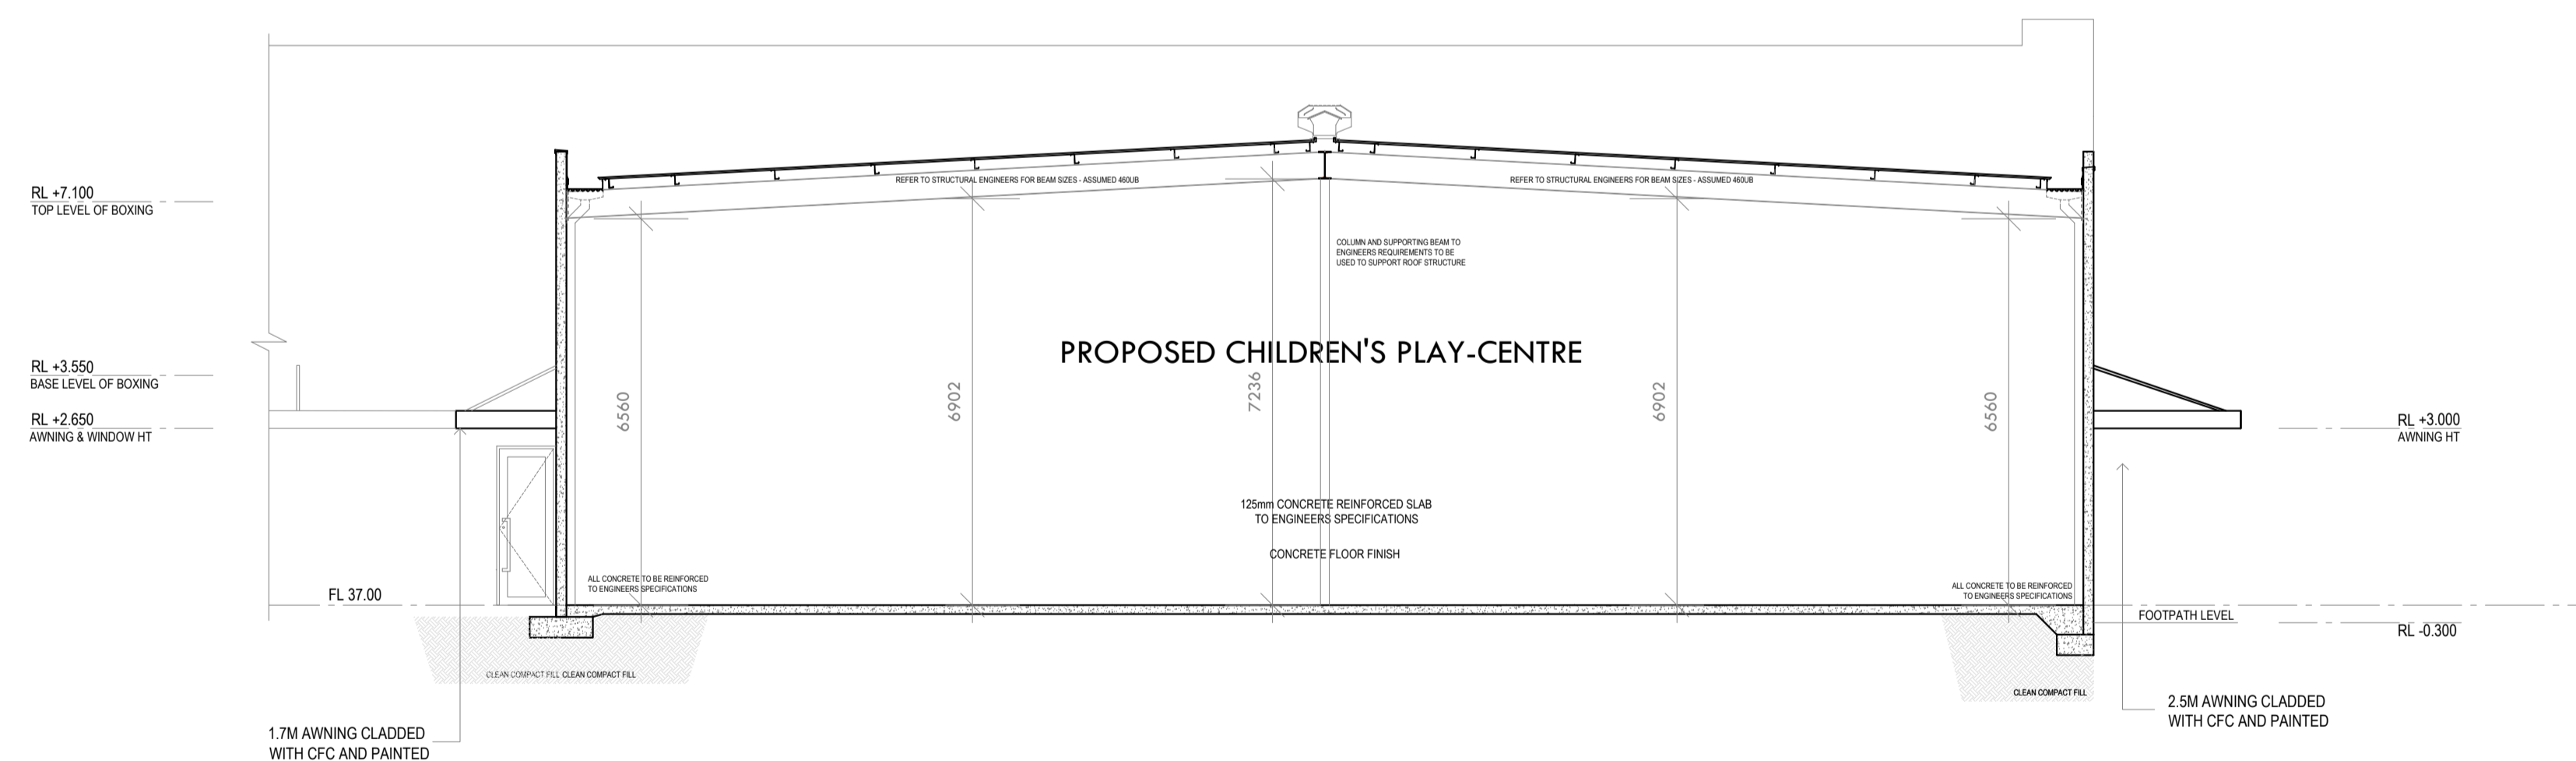 RL +7.100
TOP LEVEL OF BOXING
REFER TO STRUCTURAL ENGINEERS FOR BEAM SIZES - ASSUMED 460UB
REFER TO STRUCTURAL ENGINEERS FOR BEAM SIZES - ASSUMED 460UB
COLUMN AND SUPPORTING BEAM TO
ENGINEERS REQUIREMENTS TO BE
USED TO SUPPORT ROOF STRUCTURE
PROPOSED CHILDREN'S PLAY-CENTRE
RL +3.550
BASE LEVEL OF BOXING
RL +2.650
AWNING & WINDOW HT
6560
6902
7236
6902
6560
RL +3.000
AWNING HT
125mm CONCRETE REINFORCED SLAB
TO ENGINEERS SPECIFICATIONS
CONCRETE FLOOR FINISH
ALL CONCRETE TO BE REINFORCED
TO ENGINEERS SPECIFICATIONS
ALL CONCRETE TO BE REINFORCED
TO ENGINEERS SPECIFICATIONS
FL 37.00
FOOTPATH LEVEL
RL -0.300
CLEAN COMPACT FILL CLEAN COMPACT FILL
CLEAN COMPACT FILL
1.7M AWNING CLADDED
WITH CFC AND PAINTED
2.5M AWNING CLADDED
WITH CFC AND PAINTED